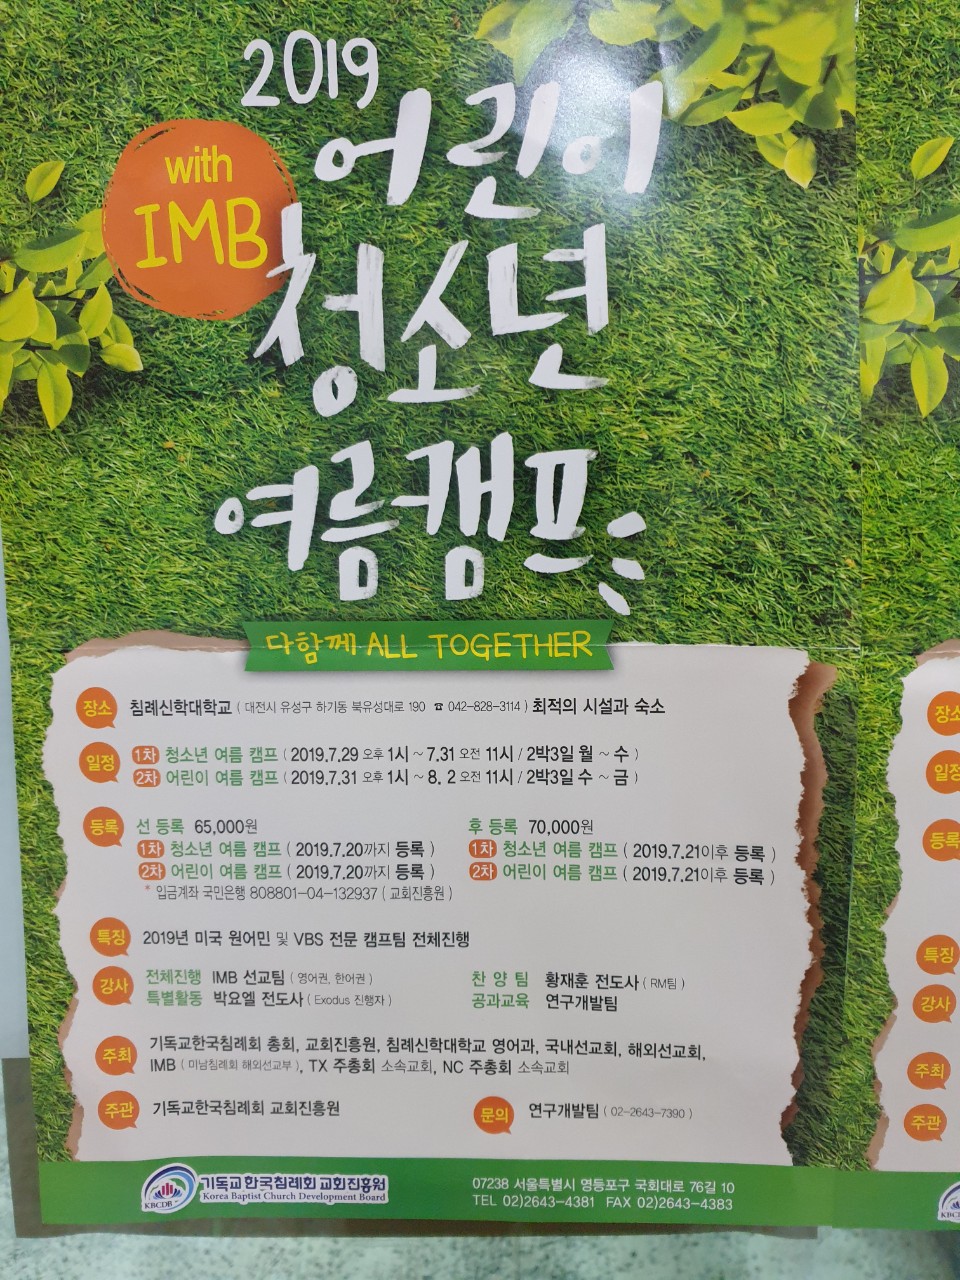 2019
with
IMB
어린이
청소년
여름캠프
다함께 ALL TOGETHER
장소 침례신학대학교 ( 대전시 유성구 하기동 북유성대로 190 ☎ 042-828-3114 ) 최적의 시설과 숙소
일정 1차 청소년 여름 캠프 ( 2019.7.29 오후 1시 ~ 7.31 오전 11시 / 2박3일 월 ~ 수 )
2차 어린이 여름 캠프 ( 2019.7.31 오후 1시 ~ 8. 2 오전 11시 / 2박3일 수 ~ 금 )
등록 선 등록 65,000원 후 등록 70,000원
1차 청소년 여름 캠프 ( 2019.7.20까지 등록 ) 1차 청소년 여름 캠프 ( 2019.7.21이후 등록 )
2차 어린이 여름 캠프 ( 2019.7.20까지 등록 ) 2차 어린이 여름 캠프 ( 2019.7.21이후 등록 )
* 입금계좌 국민은행 808801-04-132937 ( 교회진흥원 )
특징 2019년 미국 원어민 및 VBS 전문 캠프팀 전체진행
강사 전체진행 IMB 선교팀 ( 영어권, 한어권 ) 찬 양 팀 황재훈 전도사 ( RM팀 )
특별활동 박요엘 전도사 ( Exodus 진행자 ) 공과교육 연구개발팀
주최 기독교한국침례회 총회, 교회진흥원, 침례신학대학교 영어과, 국내선교회, 해외선교회,
IMB ( 미남침례회 해외선교부 ), TX 주총회 소속교회, NC 주총회 소속교회
주관 기독교한국침례회 교회진흥원 문의 연구개발팀 ( 02-2643-7390 )
KBCDB 기독교한국침례회 교회진흥원
Korea Baptist Church Development Board
07238 서울특별시 영등포구 국회대로 76길 10
TEL 02)2643-4381 FAX 02)2643-4383
장소
일정
등록
특징
강사
주최
주관
KBCD